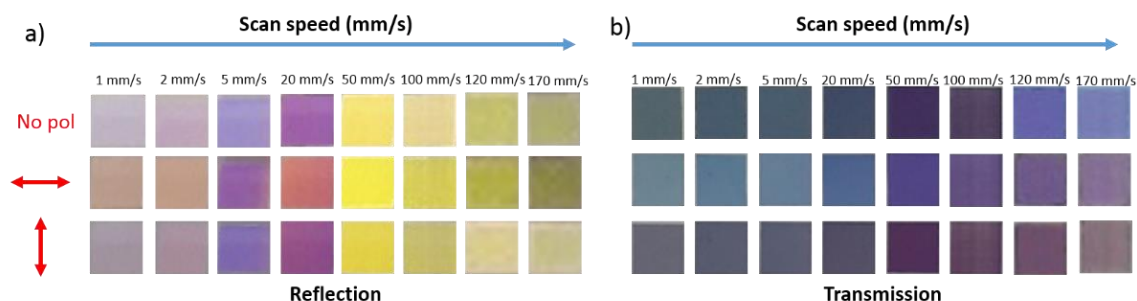 a)
Scan speed (mm/s)
1 mm/s 2 mm/s 5 mm/s 20 mm/s 50 mm/s 100 mm/s 120 mm/s 170 mm/s
No pol
Reflection
b)
Scan speed (mm/s)
1 mm/s 2 mm/s 5 mm/s 20 mm/s 50 mm/s 100 mm/s 120 mm/s 170 mm/s
Transmission